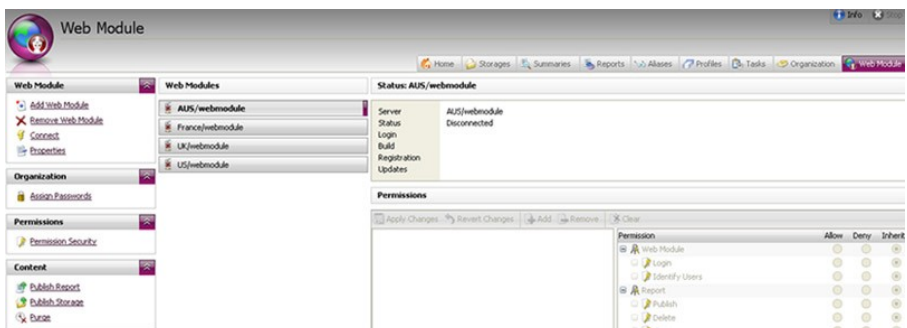 Web Module
Info Stop
Home Storages Summaries Reports Aliases Profiles Tasks Organization Web Module
Web Module
Add Web Module
Remove Web Module
Connect
Properties
Organization
Assign Passwords
Permissions
Permission Security
Content
Publish Report
Publish Storage
Purge
Web Modules
AUS/webmodule
France/webmodule
UK/webmodule
US/webmodule
Status: AUS/webmodule
Server AUS/webmodule
Status Disconnected
Login
Build
Registration
Updates
Permissions
Apply Changes Revert Changes Add Remove Clear
Permission Allow Deny Inherit
Web Module
Login
Identify Users
Report
Publish
Delete